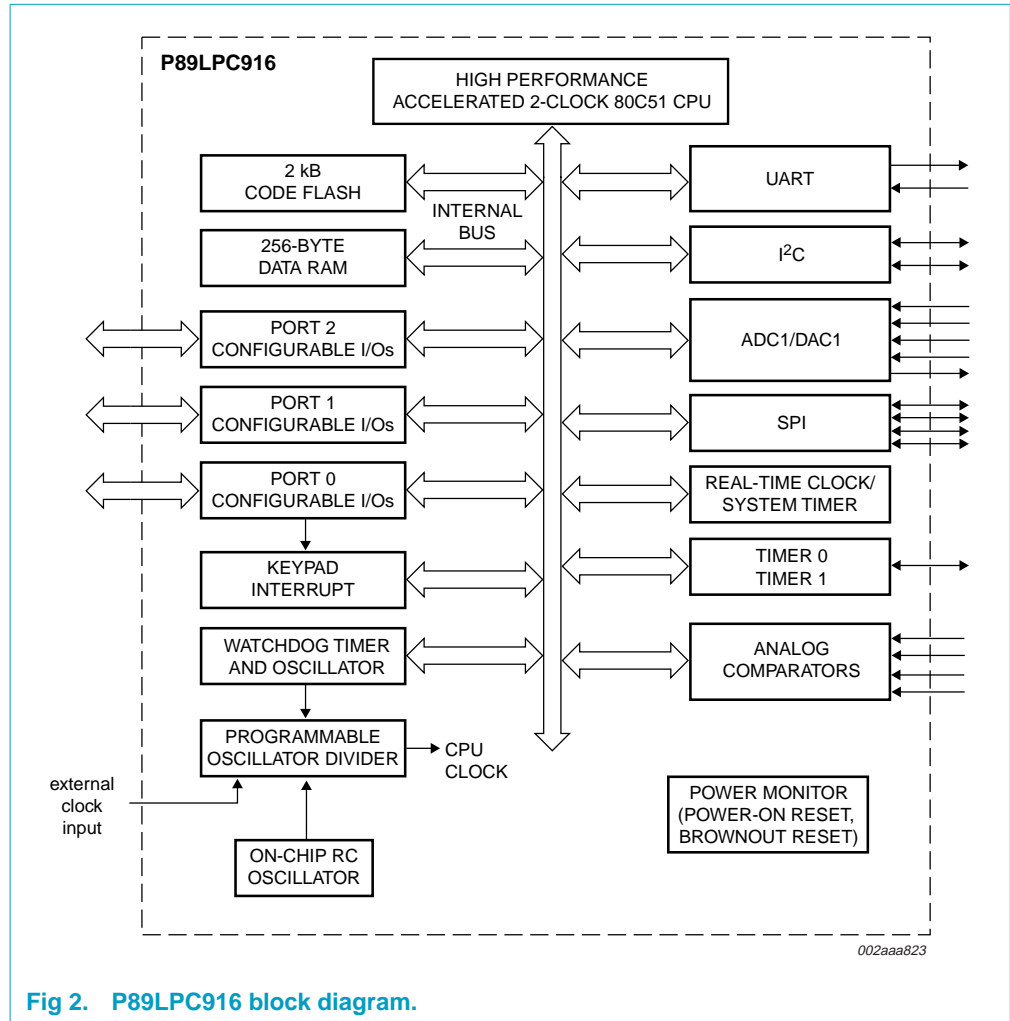 P89LPC916
HIGH PERFORMANCE
ACCELERATED 2-CLOCK 80C51 CPU
2 kB
CODE FLASH
INTERNAL
BUS
256-BYTE
DATA RAM
PORT 2
CONFIGURABLE I/Os
PORT 1
CONFIGURABLE I/Os
PORT 0
CONFIGURABLE I/Os
KEYPAD
INTERRUPT
WATCHDOG TIMER
AND OSCILLATOR
PROGRAMMABLE
OSCILLATOR DIVIDER
CPU
CLOCK
external
clock
input
ON-CHIP RC
OSCILLATOR
UART
I²C
ADC1/DAC1
SPI
REAL-TIME CLOCK/
SYSTEM TIMER
TIMER 0
TIMER 1
ANALOG
COMPARATORS
POWER MONITOR
(POWER-ON RESET,
BROWNOUT RESET)
002aaa823
Fig 2. P89LPC916 block diagram.